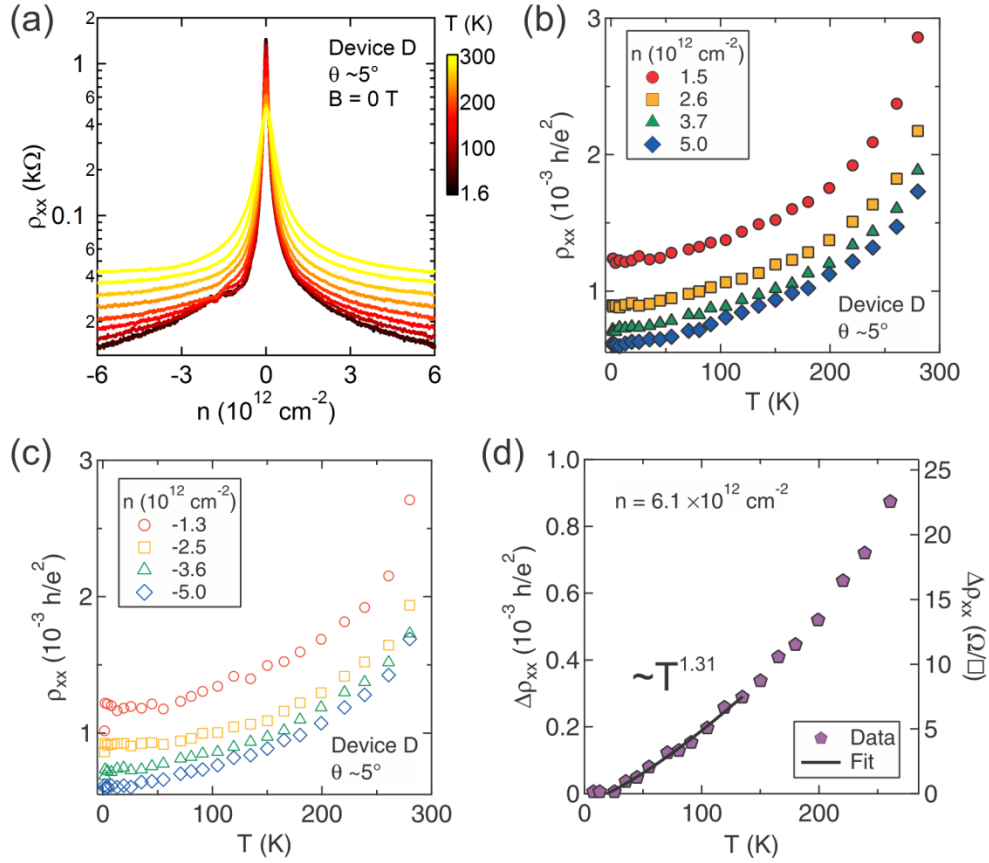 (a)
ρxx (kΩ)
1
6
4
2
0.1
6
4
2
2
-6
-3
0
3
6
n (10^12 cm^-2)
Device D
θ ~5°
B = 0 T
T (K)
300
200
100
1.6
(b)
ρxx (10^-3 h/e^2)
3
2
1
0
100
200
300
T (K)
n (10^12 cm^-2)
1.5
2.6
3.7
5.0
Device D
θ ~5°
(c)
ρxx (10^-3 h/e^2)
3
2
1
0
100
200
300
T (K)
n (10^12 cm^-2)
-1.3
-2.5
-3.6
-5.0
Device D
θ ~5°
(d)
Δρxx (10^-3 h/e^2)
1.0
0.8
0.6
0.4
0.2
0
0
100
200
T (K)
n = 6.1 ×10^12 cm^-2
~T^1.31
Data
Fit
25
20
15
10
5
0
Δρxx (Ω/□)